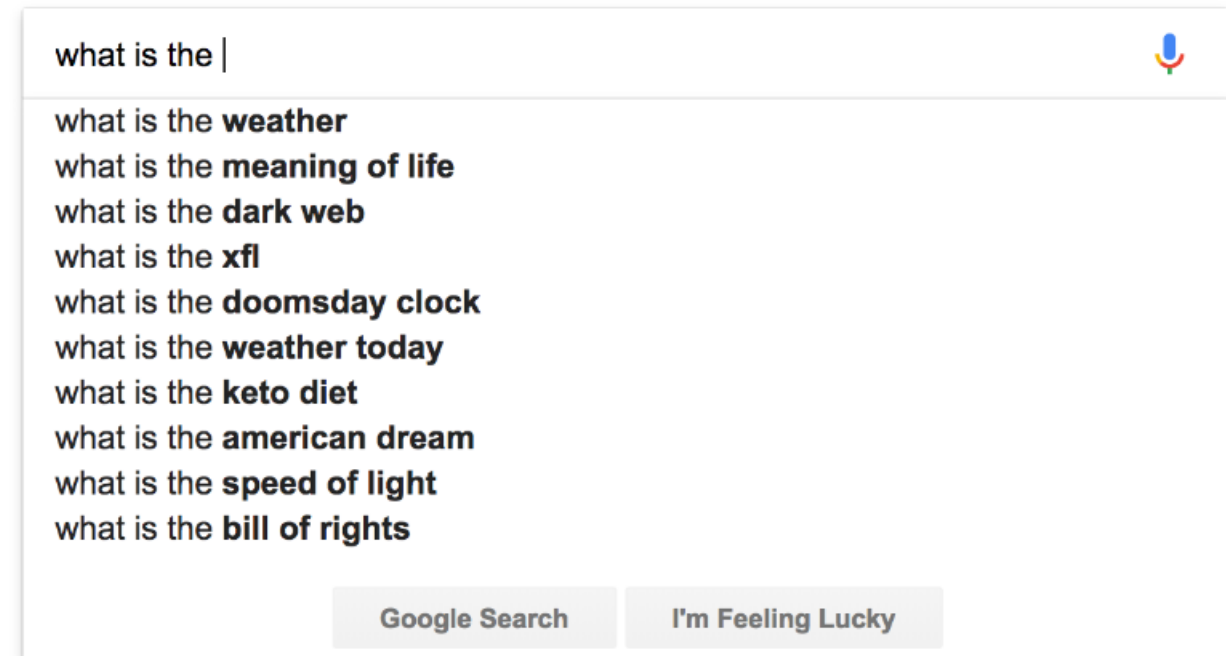 what is the
what is the weather
what is the meaning of life
what is the dark web
what is the xfl
what is the doomsday clock
what is the weather today
what is the keto diet
what is the american dream
what is the speed of light
what is the bill of rights
Google Search I'm Feeling Lucky